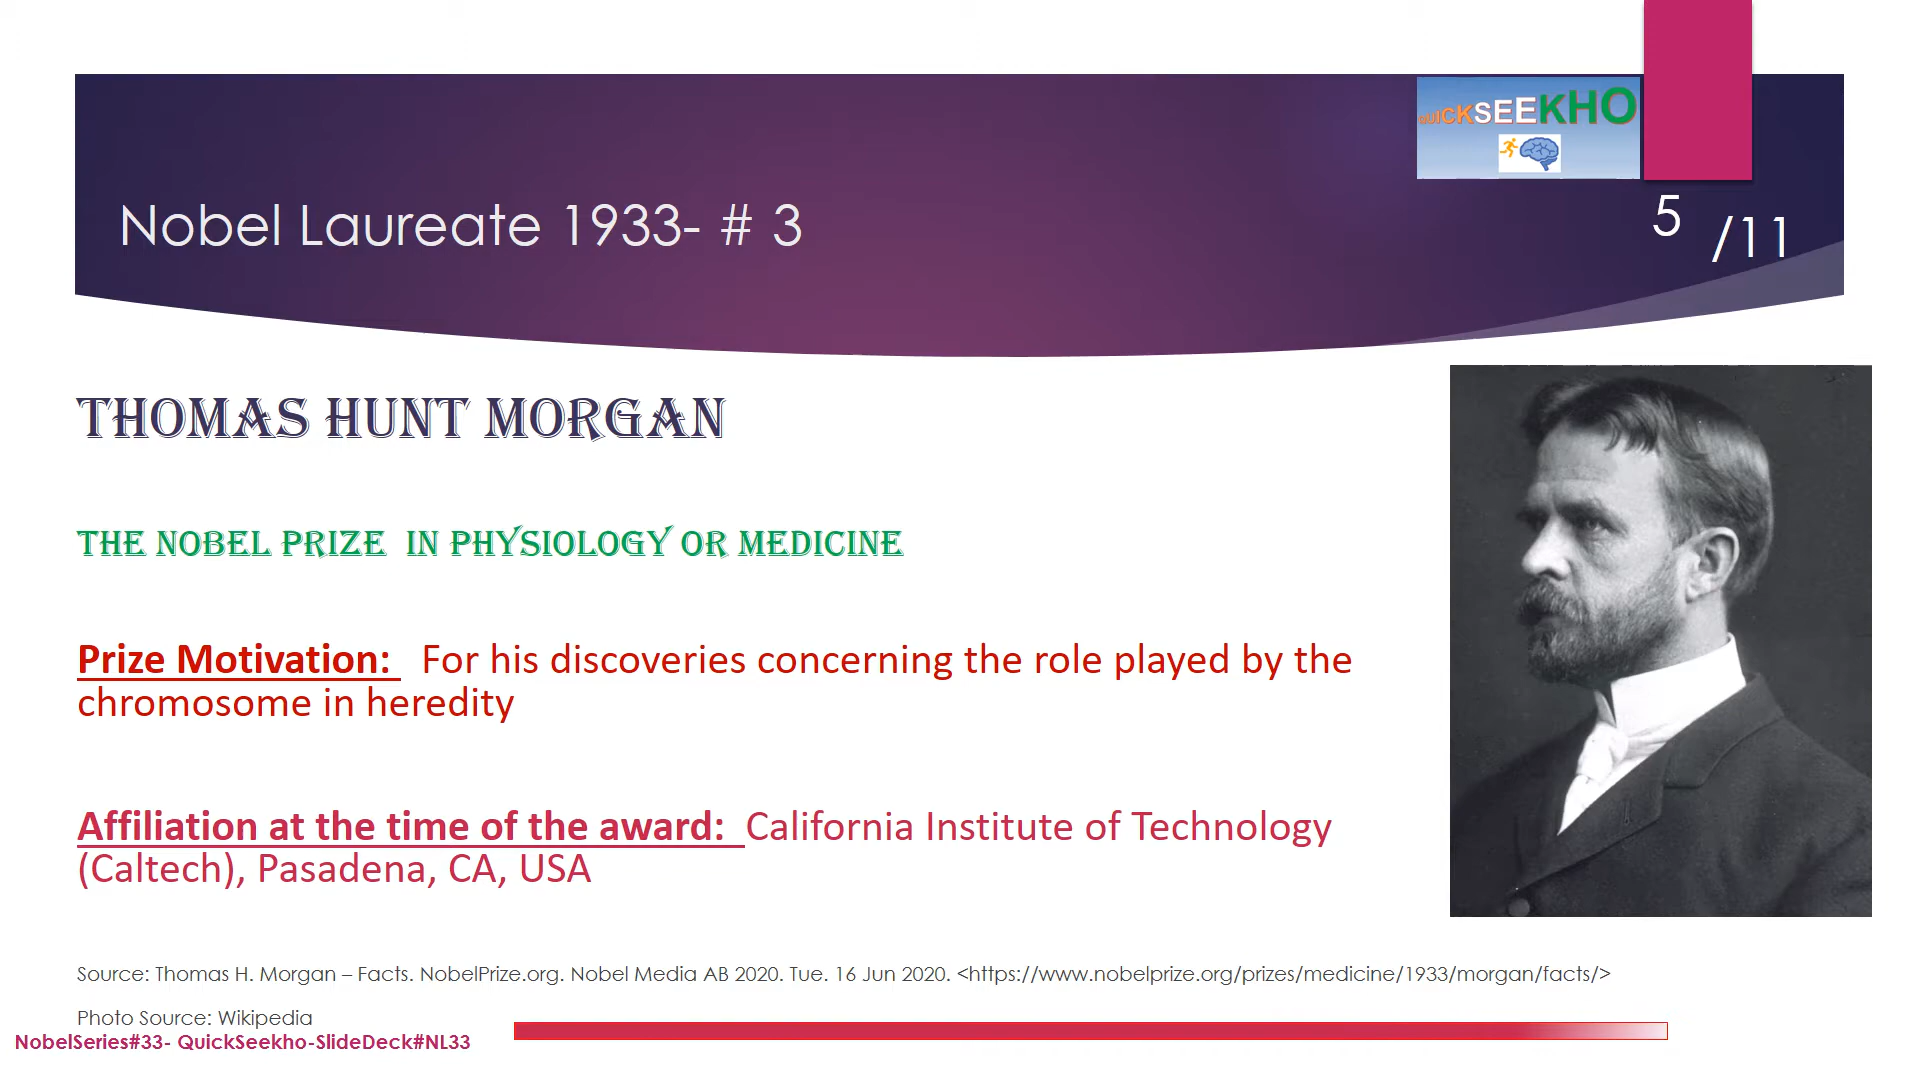 QUICKSEEKHO
Nobel Laureate 1933- # 3
5 /11
THOMAS HUNT MORGAN
THE NOBEL PRIZE IN PHYSIOLOGY OR MEDICINE
Prize Motivation: For his discoveries concerning the role played by the
chromosome in heredity
Affiliation at the time of the award: California Institute of Technology
(Caltech), Pasadena, CA, USA
Source: Thomas H. Morgan – Facts. NobelPrize.org. Nobel Media AB 2020. Tue. 16 Jun 2020. <https://www.nobelprize.org/prizes/medicine/1933/morgan/facts/>
Photo Source: Wikipedia
NobelSeries#33- QuickSeekho-SlideDeck#NL33